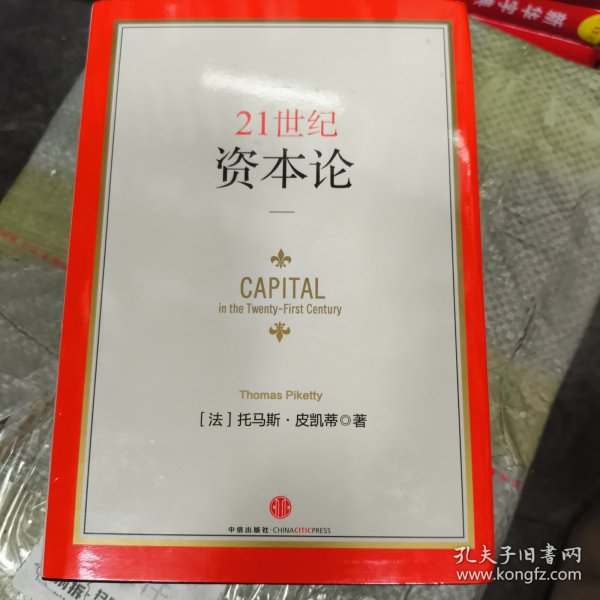 21世纪
资本论
CAPITAL
in the Twenty-First Century
Thomas Piketty
[法]托马斯·皮凯蒂◎著
CITIC
中信出版社·CHINACITICPRESS
孔夫子旧书网
www.kongfz.com